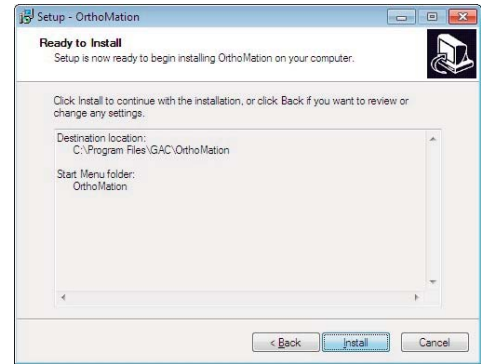 Setup - OrthoMation
Ready to Install
Setup is now ready to begin installing OrthoMation on your computer.
Click Install to continue with the installation, or click Back if you want to review or
change any settings.
Destination location:
C:\Program Files\GAC\OrthoMation
Start Menu folder:
OrthoMation
< Back
Install
Cancel